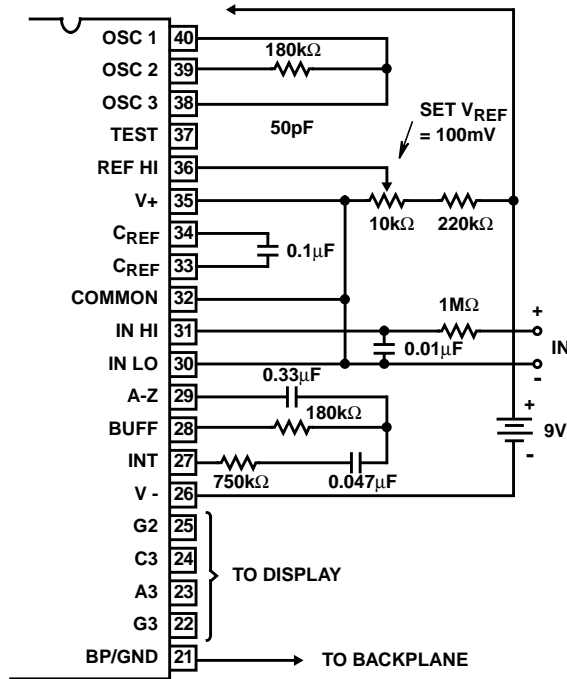 OSC 1 40
180kΩ
OSC 2 39
OSC 3 38
50pF
TEST 37
SET VREF
= 100mV
REF HI 36
V+ 35
10kΩ 220kΩ
CREF 34
0.1µF
CREF 33
COMMON 32
1MΩ
+
IN HI 31
IN
0.01µF
IN LO 30
-
0.33µF
A-Z 29
180kΩ
+
BUFF 28
9V
-
INT 27
750kΩ
0.047µF
V - 26
G2 25
C3 24
TO DISPLAY
A3 23
G3 22
BP/GND 21
TO BACKPLANE